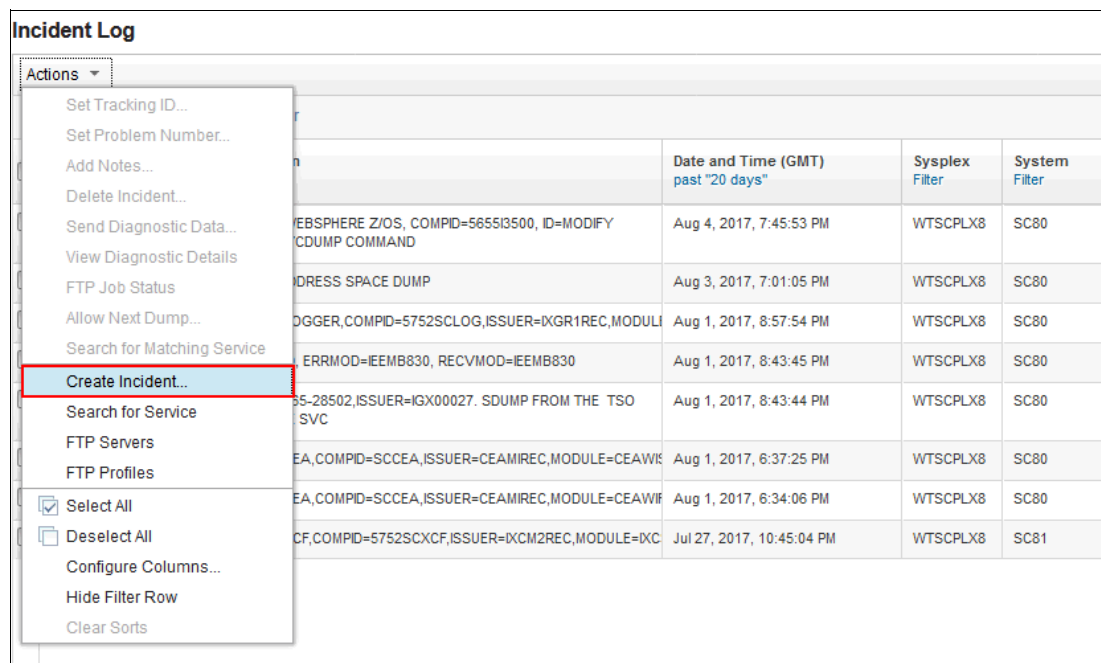 Incident Log
Actions
Set Tracking ID...
Set Problem Number...
Add Notes...
Delete Incident...
Send Diagnostic Data...
View Diagnostic Details
FTP Job Status
Allow Next Dump...
Search for Matching Service
Create Incident...
Search for Service
FTP Servers
FTP Profiles
Select All
Deselect All
Configure Columns...
Hide Filter Row
Clear Sorts
r
n Date and Time (GMT) Sysplex System
past "20 days" Filter Filter
/EBSPHERE Z/OS, COMPID=5655I3500, ID=MODIFY Aug 4, 2017, 7:45:53 PM WTSCPLX8 SC80
/CDUMP COMMAND
DDRESS SPACE DUMP Aug 3, 2017, 7:01:05 PM WTSCPLX8 SC80
OGGER,COMPID=5752SCLOG,ISSUER=IXGR1REC,MODULE Aug 1, 2017, 8:57:54 PM WTSCPLX8 SC80
, ERRMOD=IEEMB830, RECVMOD=IEEMB830 Aug 1, 2017, 8:43:45 PM WTSCPLX8 SC80
65-28502,ISSUER=IGX00027. SDUMP FROM THE TSO Aug 1, 2017, 8:43:44 PM WTSCPLX8 SC80
SVC
EA,COMPID=SCCEA,ISSUER=CEAMIREC,MODULE=CEAWIS Aug 1, 2017, 6:37:25 PM WTSCPLX8 SC80
EA,COMPID=SCCEA,ISSUER=CEAMIREC,MODULE=CEAWIF Aug 1, 2017, 6:34:06 PM WTSCPLX8 SC80
CF,COMPID=5752SCXCF,ISSUER=IXCM2REC,MODULE=IXC Jul 27, 2017, 10:45:04 PM WTSCPLX8 SC81